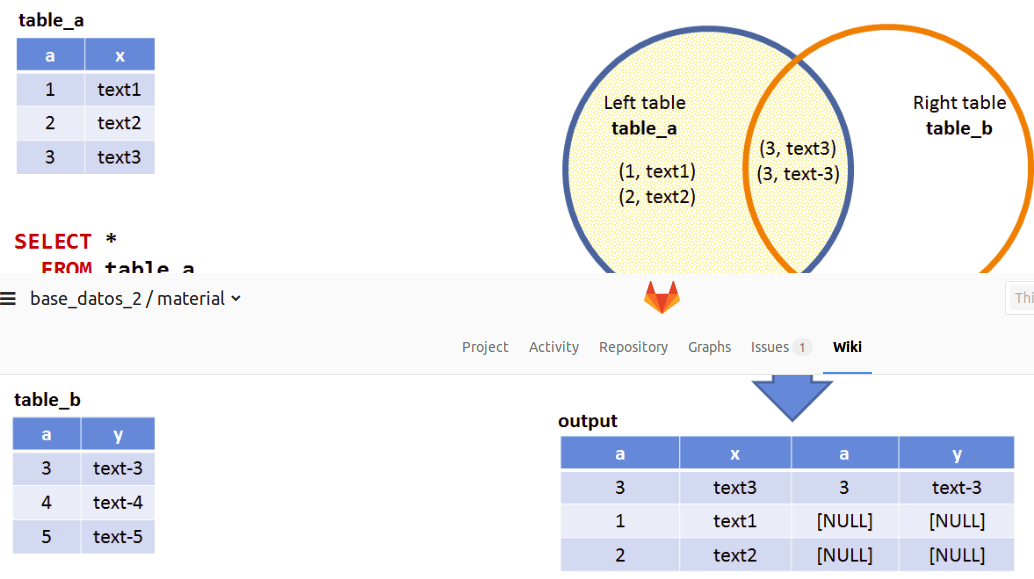 table_a
a x
1 text1
2 text2
3 text3
SELECT *
FROM table_a
Left table
table_a
(1, text1)
(2, text2)
(3, text3)
(3, text-3)
Right table
table_b
base_datos_2 / material
Thi
Project Activity Repository Graphs Issues 1 Wiki
table_b
a y
3 text-3
4 text-4
5 text-5
output
a x a y
3 text3 3 text-3
1 text1 [NULL] [NULL]
2 text2 [NULL] [NULL]